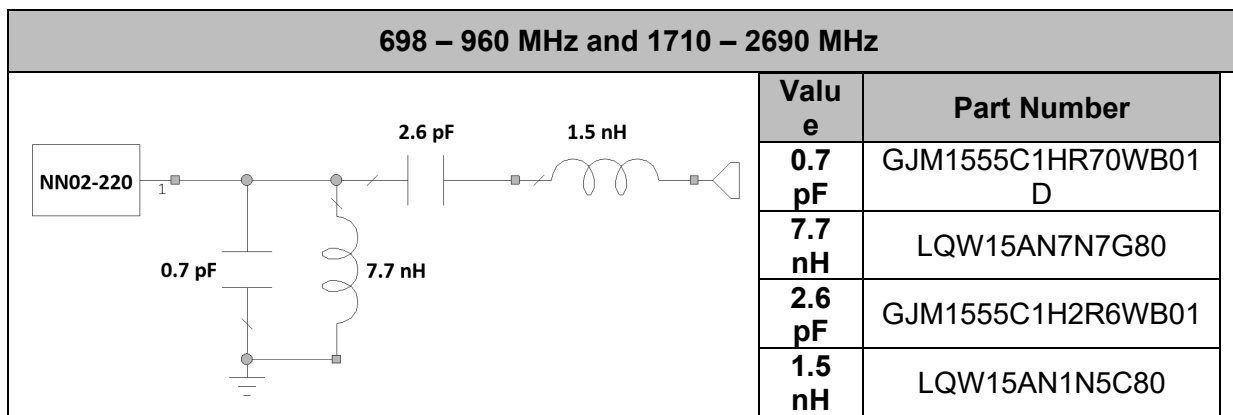 698 – 960 MHz and 1710 – 2690 MHz
NN02-220
1
2.6 pF
1.5 nH
0.7 pF
7.7 nH
Valu
e
Part Number
0.7
pF
GJM1555C1HR70WB01
D
7.7
nH
LQW15AN7N7G80
2.6
pF
GJM1555C1H2R6WB01
1.5
nH
LQW15AN1N5C80